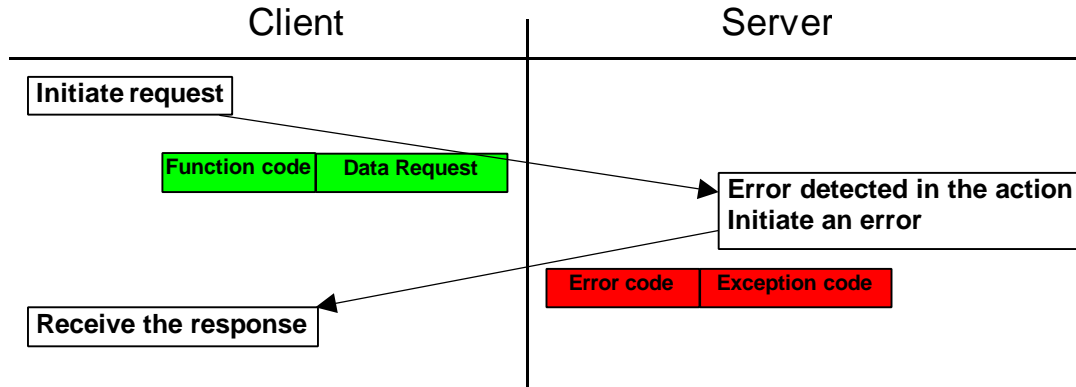 Client
Server
Initiate request
Function code
Data Request
Error detected in the action
Initiate an error
Error code
Exception code
Receive the response